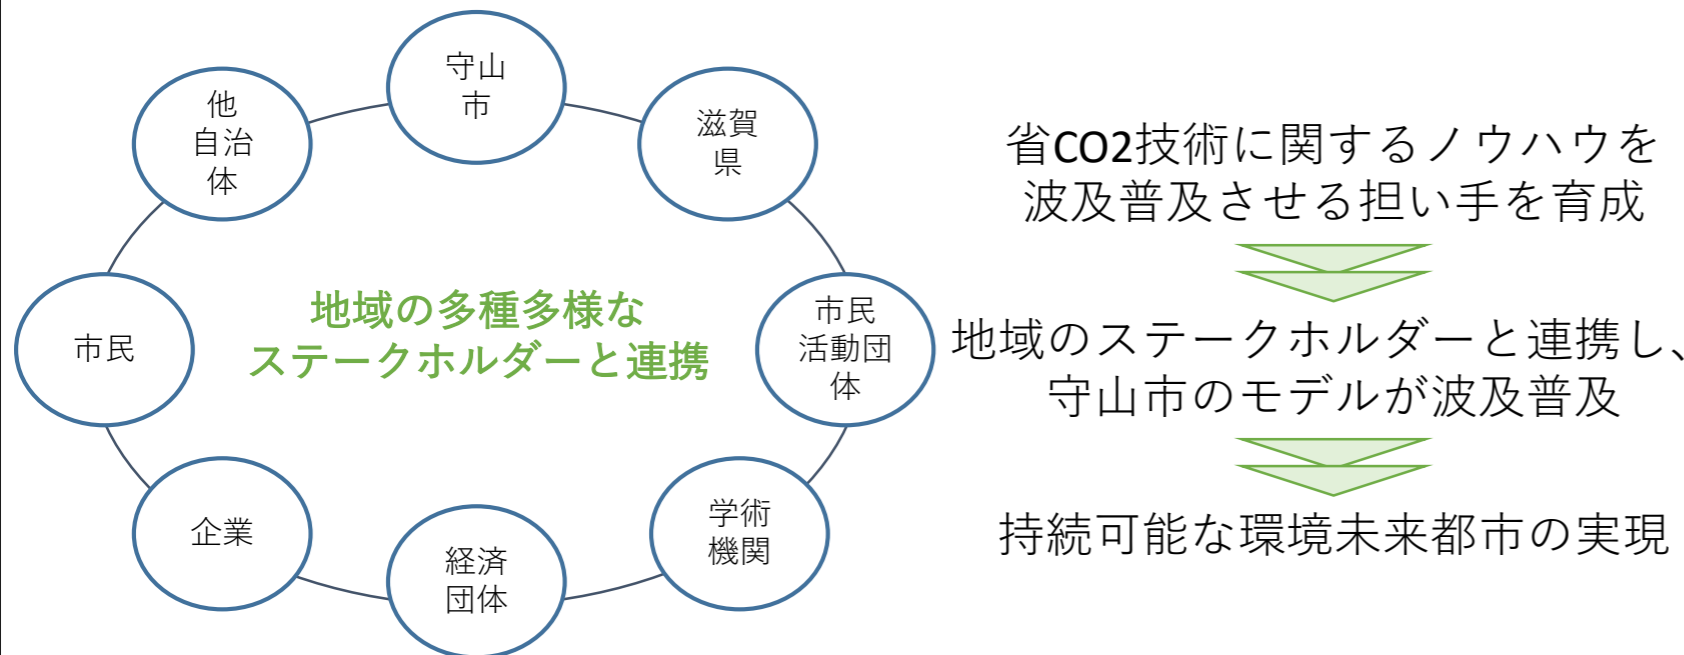 守山
市
滋賀
県
市民
活動団
体
学術
機関
経済
団体
企業
市民
他
自治
体
地域の多種多様な
ステークホルダーと連携
省CO2技術に関するノウハウを
波及普及させる担い手を育成
地域のステークホルダーと連携し、
守山市のモデルが波及普及
持続可能な環境未来都市の実現